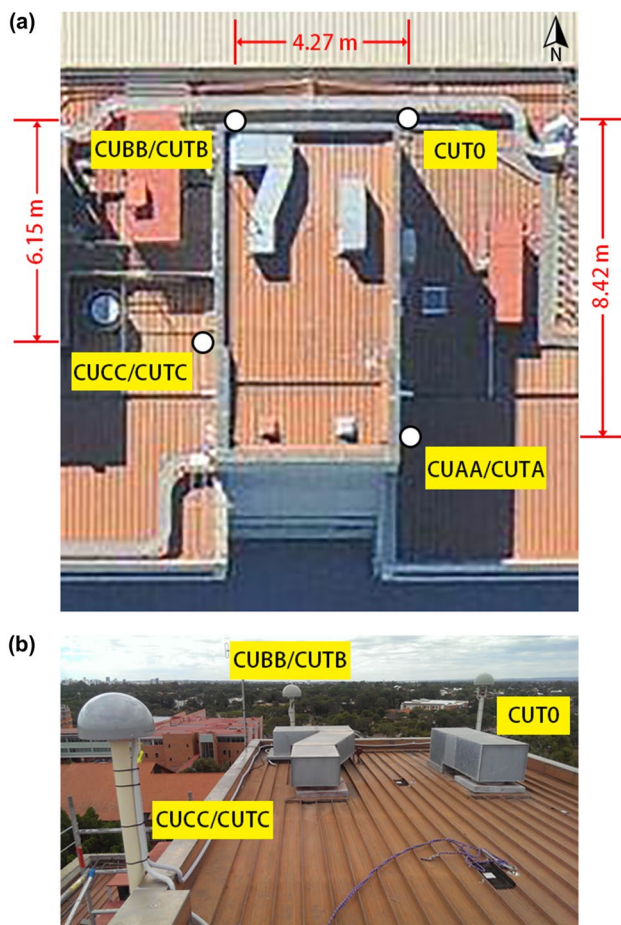 (a)
4.27 m
N
CUBB/CUTB
CUT0
6.15 m
8.42 m
CUCC/CUTC
CUAA/CUTA
(b)
CUBB/CUTB
CUT0
CUCC/CUTC